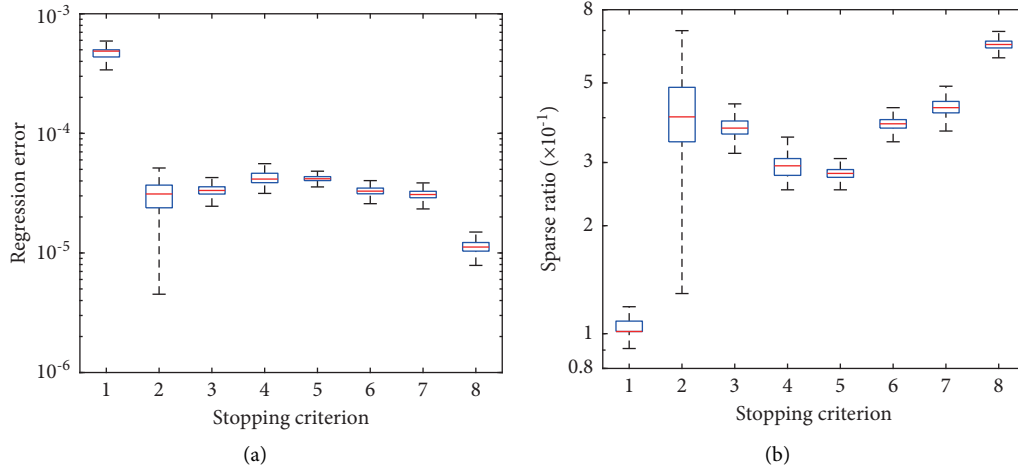 Regression error
10^-3
10^-4
10^-5
10^-6
1 2 3 4 5 6 7 8
Stopping criterion
(a)
Sparse ratio (×10^-1)
8
5
3
2
1
0.8
1 2 3 4 5 6 7 8
Stopping criterion
(b)